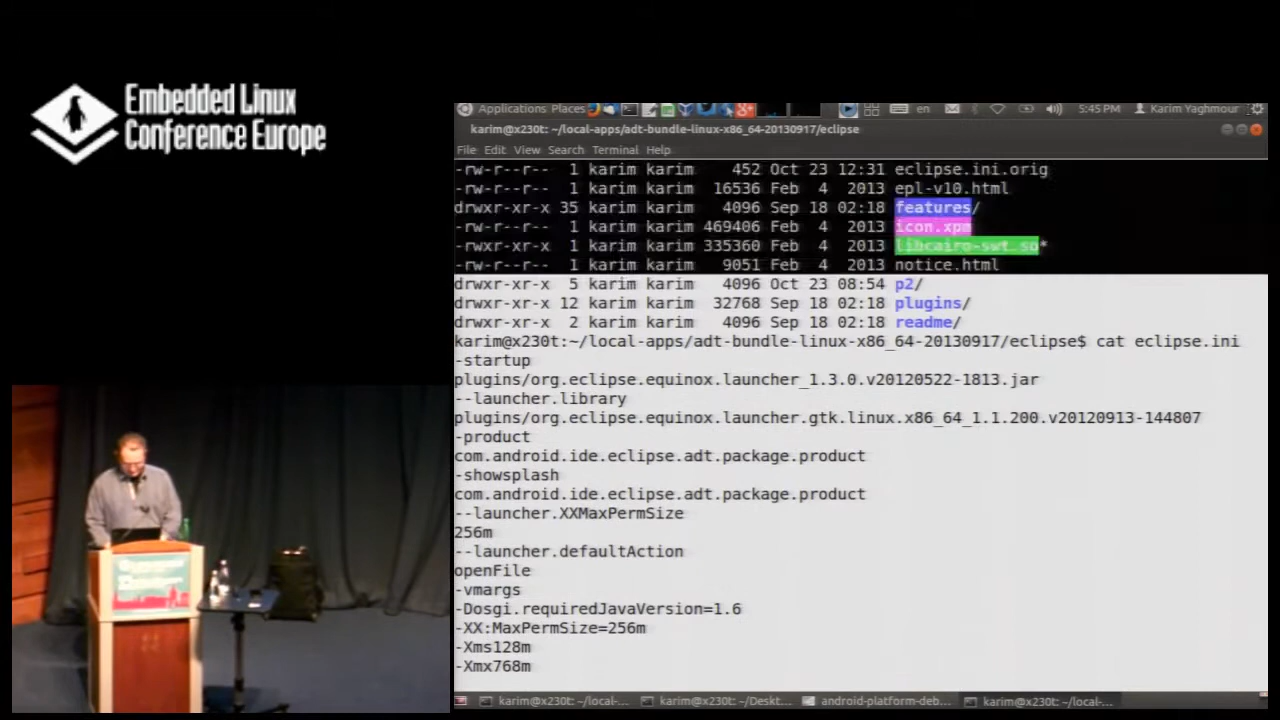 Embedded Linux
Conference Europe
Applications Places en 5:45 PM Karim Yaghmour
karim@x230t: ~/local-apps/adt-bundle-linux-x86_64-20130917/eclipse
File Edit View Search Terminal Help
-rw-r--r-- 1 karim karim 452 Oct 23 12:31 eclipse.ini.orig
-rw-r--r-- 1 karim karim 16536 Feb 4 2013 epl-v10.html
drwxr-xr-x 35 karim karim 4096 Sep 18 02:18 features/
-rw-r--r-- 1 karim karim 469406 Feb 4 2013 icon.xpm
-rwxr-xr-x 1 karim karim 335360 Feb 4 2013 libcairo-swt.so*
-rw-r--r-- 1 karim karim 9051 Feb 4 2013 notice.html
drwxr-xr-x 5 karim karim 4096 Oct 23 08:54 p2/
drwxr-xr-x 12 karim karim 32768 Sep 18 02:18 plugins/
drwxr-xr-x 2 karim karim 4096 Sep 18 02:18 readme/
karim@x230t:~/local-apps/adt-bundle-linux-x86_64-20130917/eclipse$ cat eclipse.ini
-startup
plugins/org.eclipse.equinox.launcher_1.3.0.v20120522-1813.jar
--launcher.library
plugins/org.eclipse.equinox.launcher.gtk.linux.x86_64_1.1.200.v20120913-144807
-product
com.android.ide.eclipse.adt.package.product
-showsplash
com.android.ide.eclipse.adt.package.product
--launcher.XXMaxPermSize
256m
--launcher.defaultAction
openFile
-vmargs
-Dosgi.requiredJavaVersion=1.6
-XX:MaxPermSize=256m
-Xms128m
-Xmx768m
karim@x230t: ~/local-... karim@x230t: ~/Deskt... android-platform-deb... karim@x230t: ~/local-...